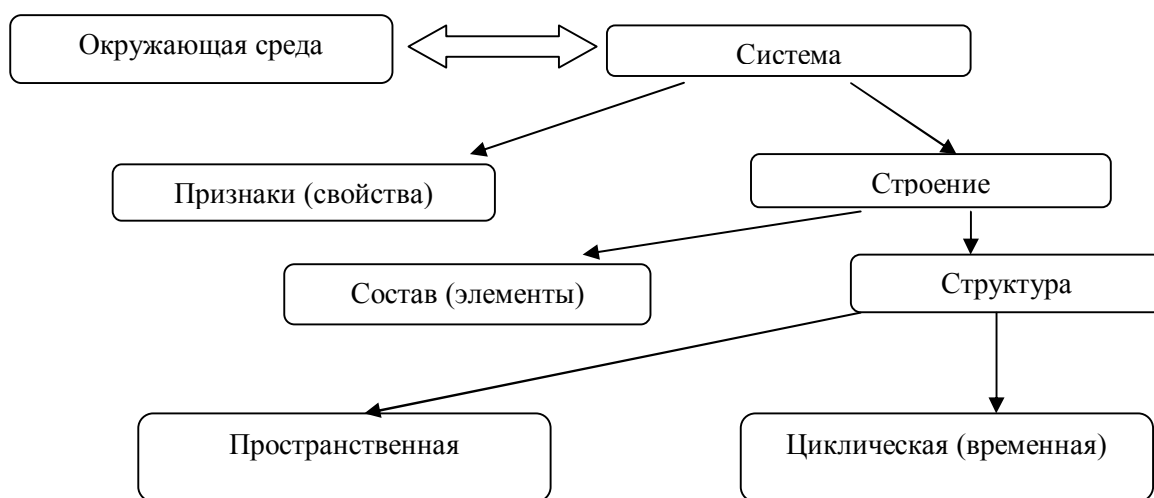 Окружающая среда
Система
Признаки (свойства)
Строение
Состав (элементы)
Структура
Пространственная
Циклическая (временная)